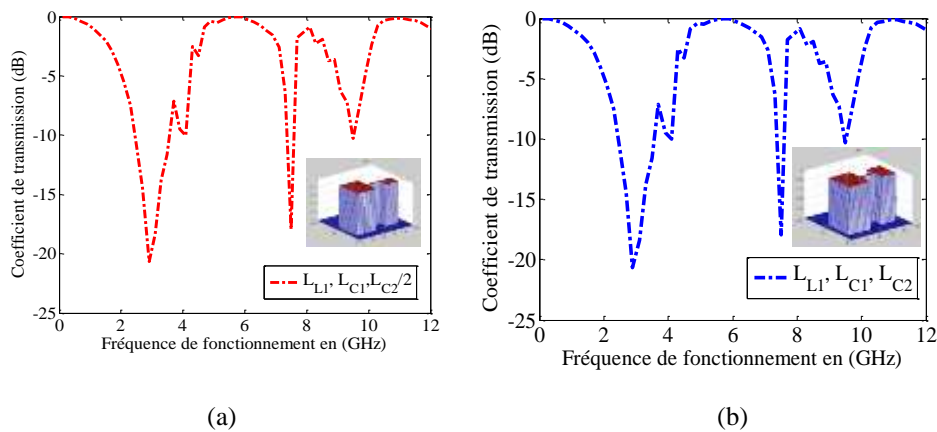 0
-5
-10
-15
-20
-25
Coefficient de transmission (dB)
L_L1, L_C1,L_C2/2
0 2 4 6 8 10 12
Fréquence de fonctionnement en (GHz)
(a)
0
-5
-10
-15
-20
-25
Coefficient de transmission (dB)
L_L1, L_C1, L_C2
0 2 4 6 8 10 12
Fréquence de fonctionnement en (GHz)
(b)